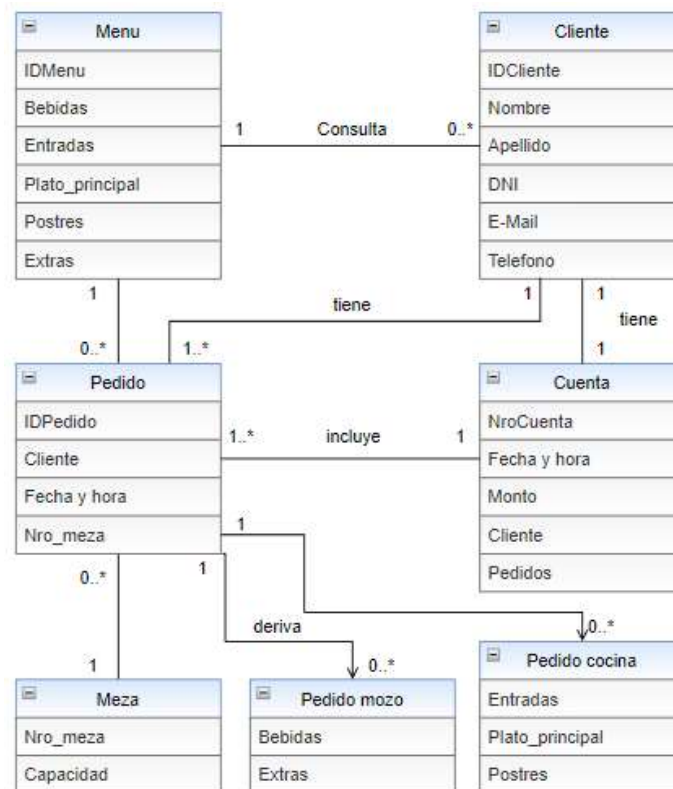 Menu
IDMenu
Bebidas
Entradas
Plato_principal
Postres
Extras
Cliente
IDCliente
Nombre
Apellido
DNI
E-Mail
Telefono
1 Consulta 0..*
1
0..*
tiene
1
1..*
1
tiene
1
Pedido
IDPedido
Cliente
Fecha y hora
Nro_meza
1..* incluye 1
Cuenta
NroCuenta
Fecha y hora
Monto
Cliente
Pedidos
0..*
1
1
deriva
0..*
1
0..*
Meza
Nro_meza
Capacidad
Pedido mozo
Bebidas
Extras
Pedido cocina
Entradas
Plato_principal
Postres